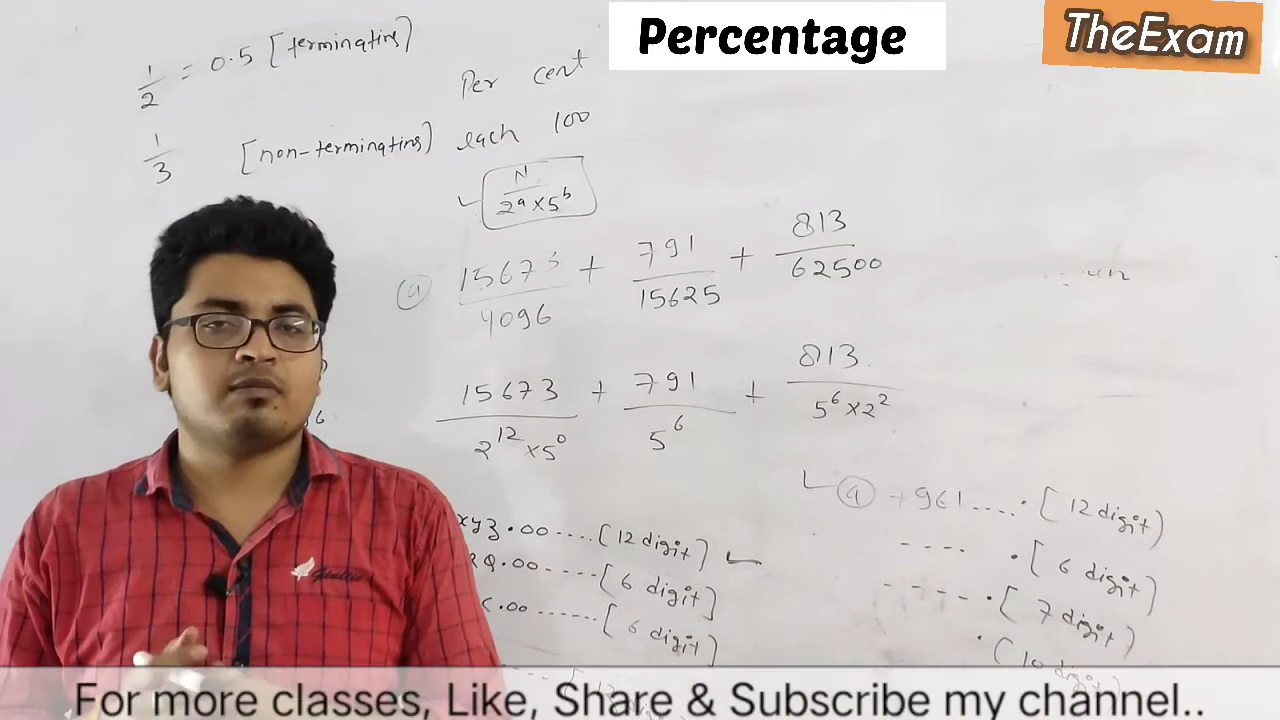 Percentage
TheExam
1/2 = 0.5 [terminating]
Per cent
1/3 [non-terminating]
each 100
N / 2^a × 5^b
(a) 15673/4096 + 791/15625 + 813/62500
15673 / 2^12 × 5^0 + 791 / 5^6 + 813 / 5^6 × 2^2
xyz.00....[12 digit]
Q.00-----[6 digit]
.00------[6 digit]
(a) +961.....[12 digit]
----.[6 digit]
-----.[7 digit]
.(10 digit)
For more classes, Like, Share & Subscribe my channel..